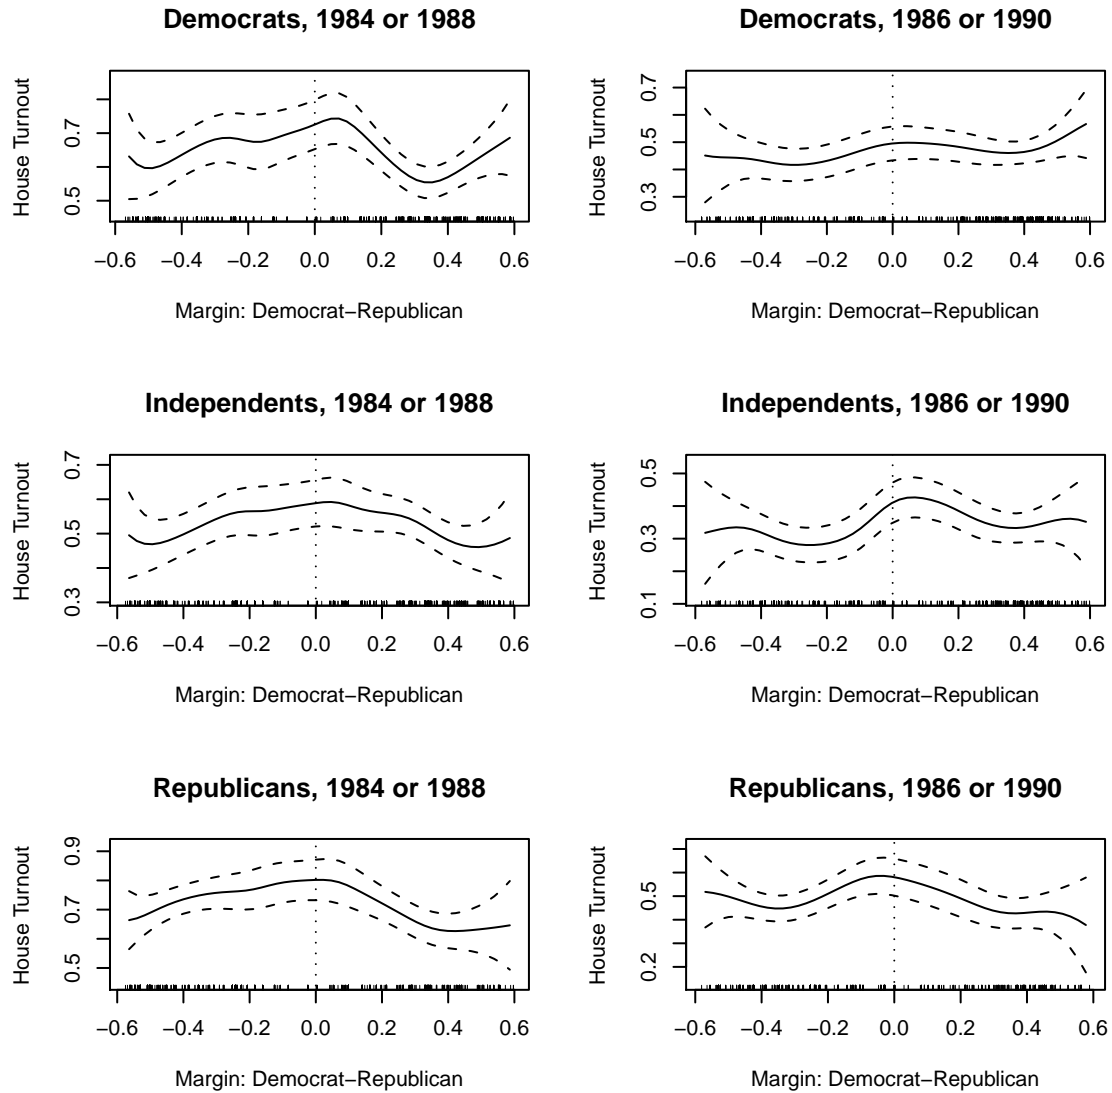 Democrats, 1984 or 1988
House Turnout
0.5 0.7
−0.6 −0.4 −0.2 0.0 0.2 0.4 0.6
Margin: Democrat−Republican
Democrats, 1986 or 1990
House Turnout
0.3 0.5 0.7
−0.6 −0.4 −0.2 0.0 0.2 0.4 0.6
Margin: Democrat−Republican
Independents, 1984 or 1988
House Turnout
0.3 0.5 0.7
−0.6 −0.4 −0.2 0.0 0.2 0.4 0.6
Margin: Democrat−Republican
Independents, 1986 or 1990
House Turnout
0.1 0.3 0.5
−0.6 −0.4 −0.2 0.0 0.2 0.4 0.6
Margin: Democrat−Republican
Republicans, 1984 or 1988
House Turnout
0.5 0.7 0.9
−0.6 −0.4 −0.2 0.0 0.2 0.4 0.6
Margin: Democrat−Republican
Republicans, 1986 or 1990
House Turnout
0.2 0.5
−0.6 −0.4 −0.2 0.0 0.2 0.4 0.6
Margin: Democrat−Republican